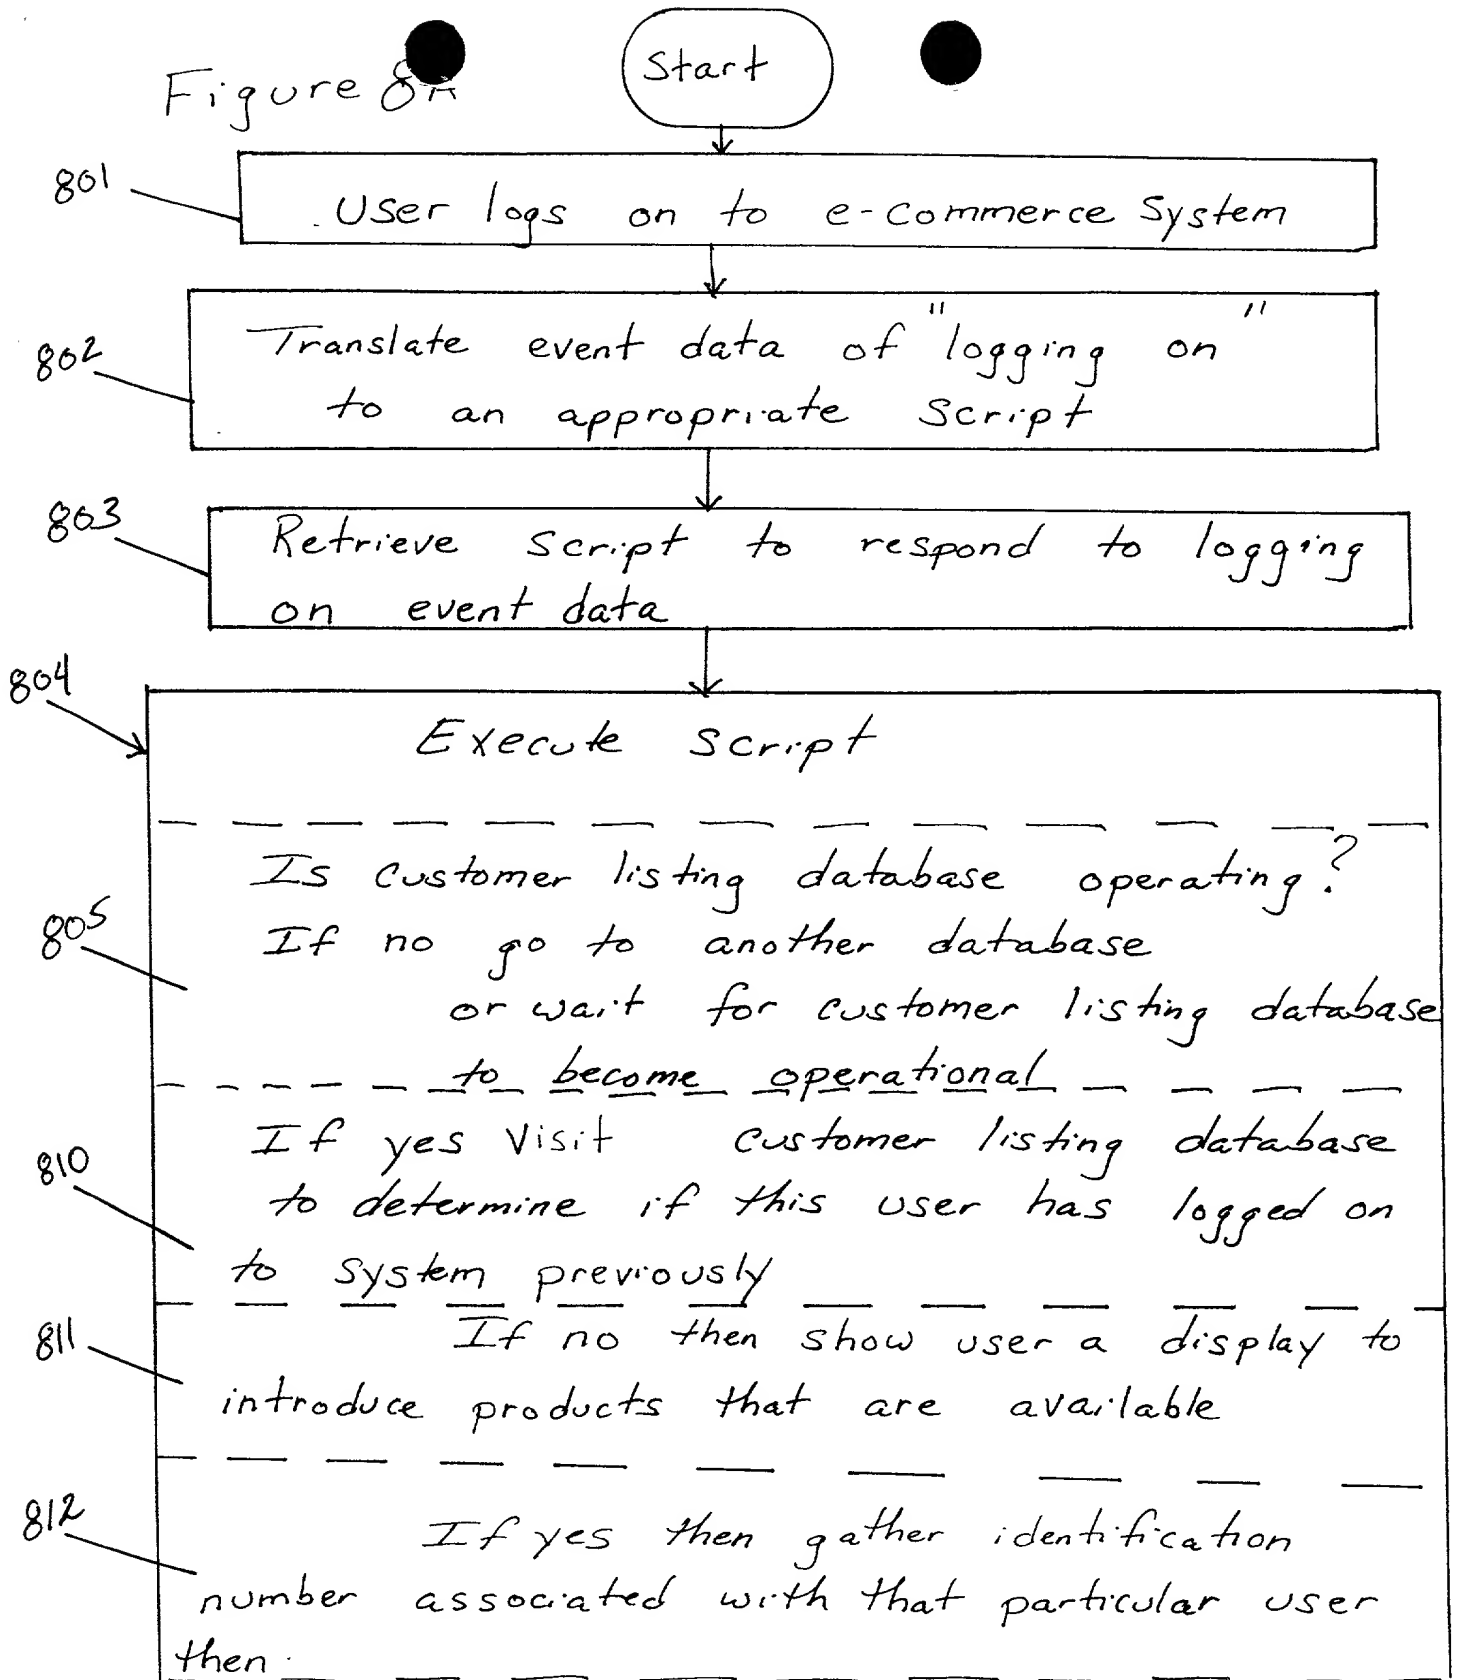 Start
Figure 8A
801
User logs on to e-commerce System
802
Translate event data of "logging on"
to an appropriate script
803
Retrieve script to respond to logging
on event data
804
Execute script
Is customer listing database operating?
805
If no go to another database
or wait for customer listing database
to become operational
If yes Visit customer listing database
810
to determine if this user has logged on
to system previously
811
If no then show user a display to
introduce products that are available
812
If yes then gather identification
number associated with that particular user
then